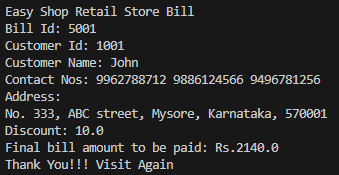 Easy Shop Retail Store Bill
Bill Id: 5001
Customer Id: 1001
Customer Name: John
Contact Nos: 9962788712 9886124566 9496781256
Address:
No. 333, ABC street, Mysore, Karnataka, 570001
Discount: 10.0
Final bill amount to be paid: Rs.2140.0
Thank You!!! Visit Again